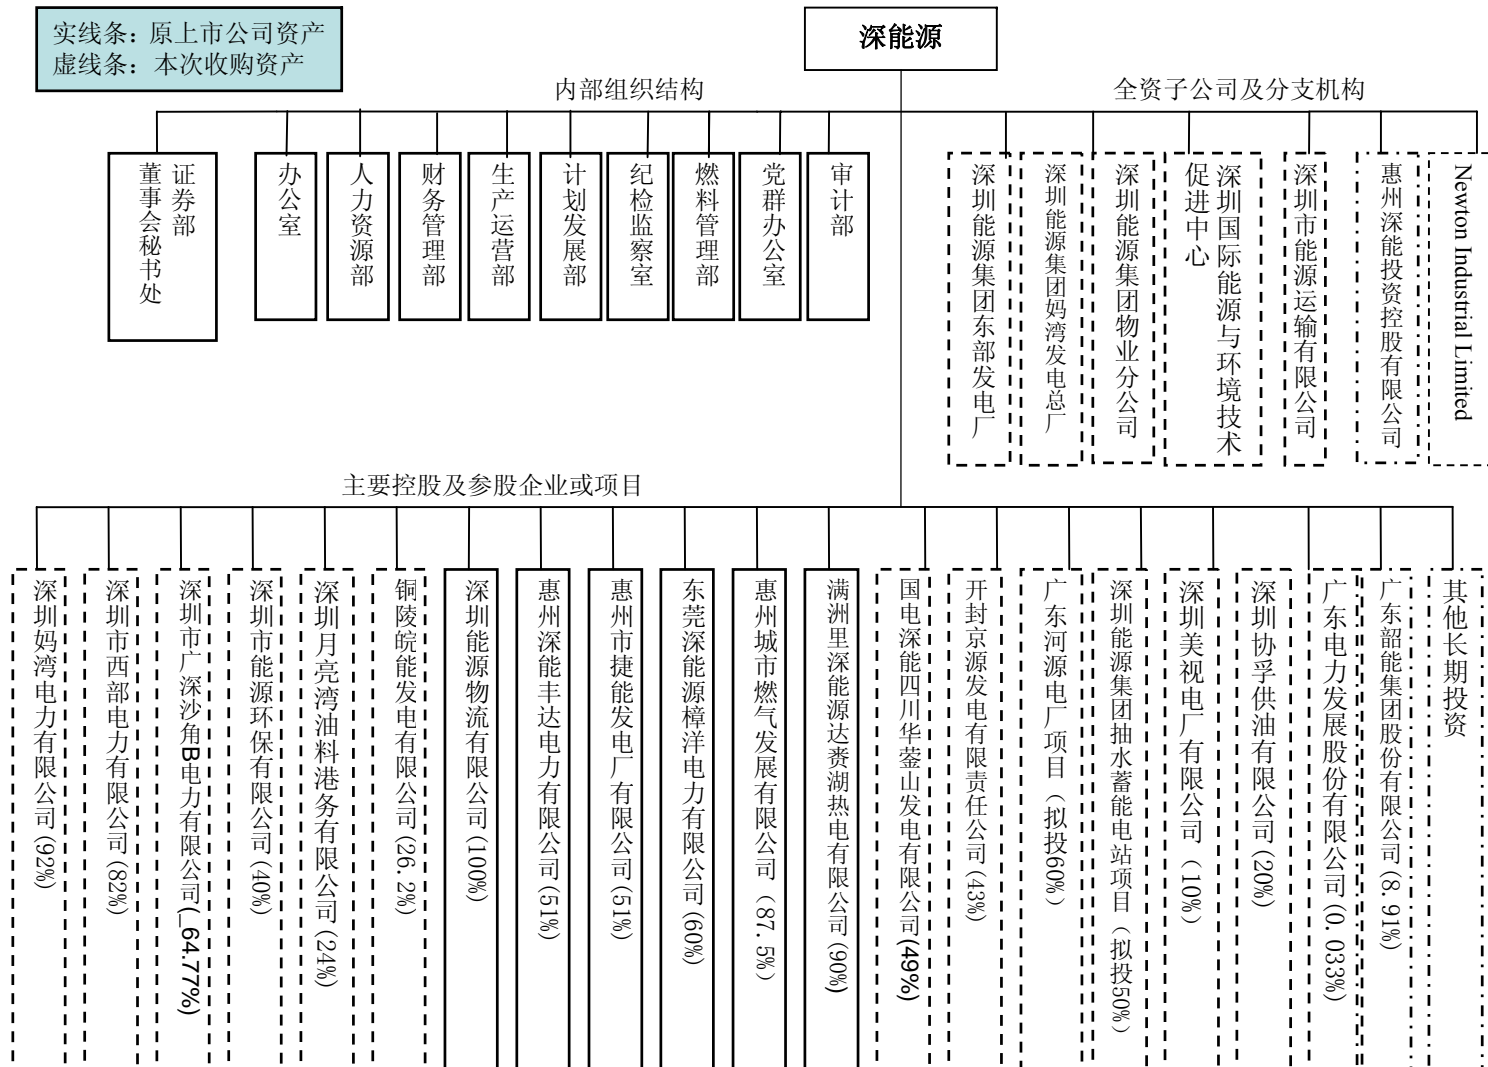 实线条：原上市公司资产
虚线条：本次收购资产
深能源
内部组织结构
全资子公司及分支机构
证券部
董事会秘书处
办公室
人力资源部
财务管理部
生产运营部
计划发展部
纪检监察室
燃料管理部
党群办公室
审计部
深圳能源集团东部发电厂
深圳能源集团妈湾发电总厂
深圳能源集团物业分公司
深圳国际能源与环境技术
促进中心
深圳市能源运输有限公司
惠州深能投资控股有限公司
Newton Industrial Limited
主要控股及参股企业或项目
深圳妈湾电力有限公司(92%)
深圳市西部电力有限公司(82%)
深圳市广深沙角B电力有限公司(_64.77%)
深圳市能源环保有限公司(40%)
深圳月亮湾油料港务有限公司(24%)
铜陵皖能发电有限公司(26.2%)
深圳能源物流有限公司(100%)
惠州深能丰达电力有限公司(51%)
惠州市捷能发电厂有限公司(51%)
东莞深能源樟洋电力有限公司(60%)
惠州城市燃气发展有限公司（87.5%）
满洲里深能源达赉湖热电有限公司(90%)
国电深能四川华蓥山发电有限公司(49%)
开封京源发电有限责任公司(43%)
广东河源电厂项目（拟投60%）
深圳能源集团抽水蓄能电站项目（拟投50%）
深圳美视电厂有限公司（10%）
深圳协孚供油有限公司(20%)
广东电力发展股份有限公司(0.033%)
广东韶能集团股份有限公司(8.91%)
其他长期投资